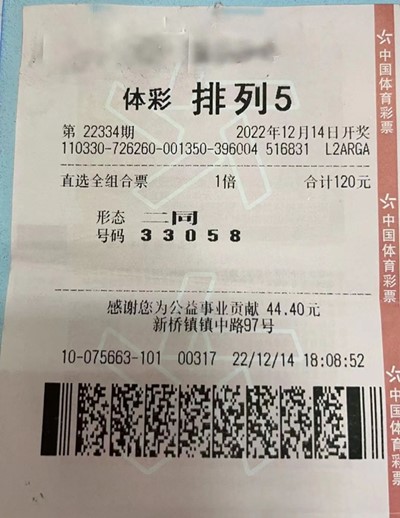 体彩 排列5
第 22334期 2022年12月14日开奖
110330-726260-001350-396004 516831 L2ARGA
直选全组合票 1倍 合计120元
形态 二同
号码 3 3 0 5 8
感谢您为公益事业贡献 44.40元
新桥镇镇中路97号
10-075663-101 00317 22/12/14 18:08:52
中国体育彩票
中国体育彩票
中国体育彩票